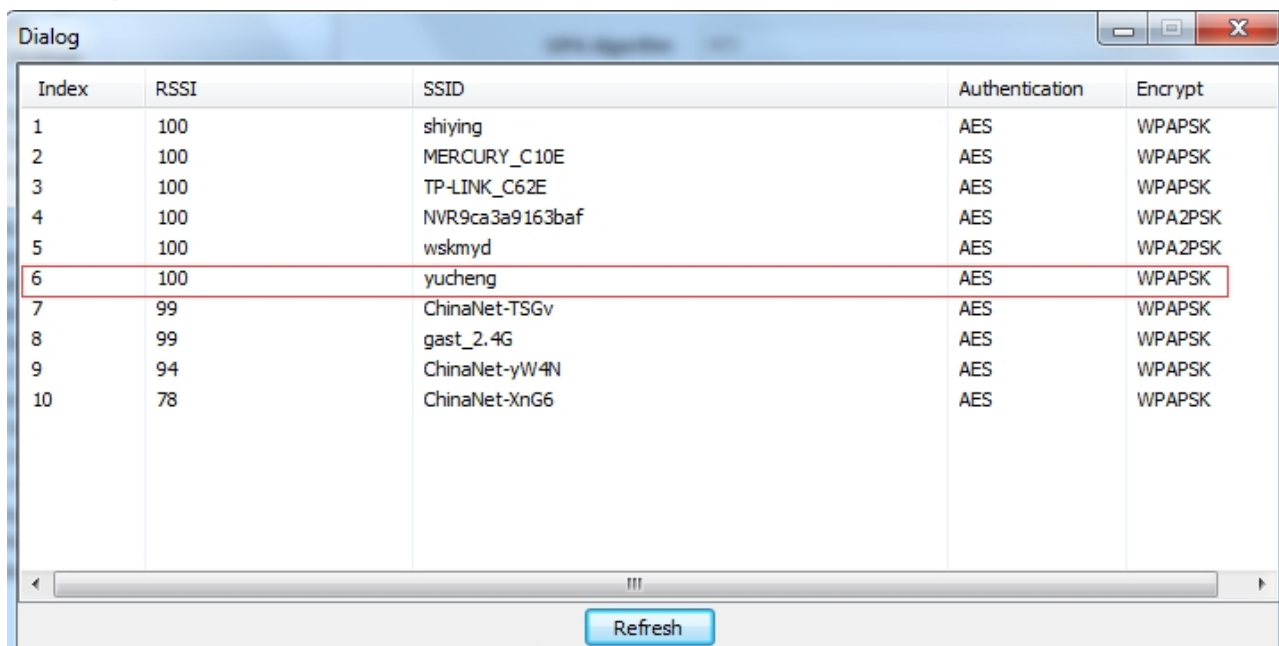 Dialog
Index RSSI SSID Authentication Encrypt
1 100 shiying AES WPAPSK
2 100 MERCURY_C10E AES WPAPSK
3 100 TP-LINK_C62E AES WPAPSK
4 100 NVR9ca3a9163baf AES WPA2PSK
5 100 wskmyd AES WPA2PSK
6 100 yucheng AES WPAPSK
7 99 ChinaNet-TSGv AES WPAPSK
8 99 gast_2.4G AES WPAPSK
9 94 ChinaNet-yW4N AES WPAPSK
10 78 ChinaNet-XnG6 AES WPAPSK
Refresh